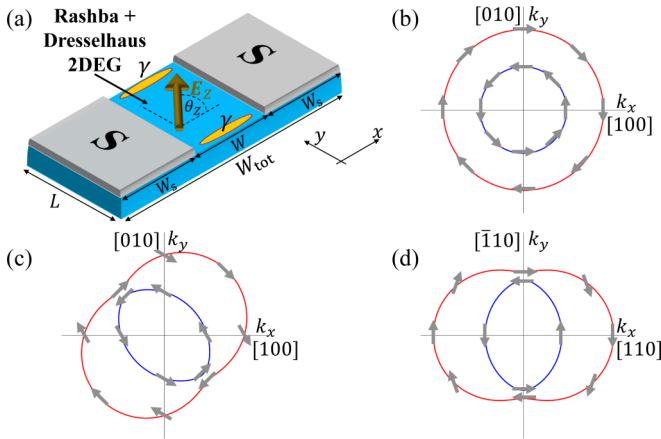 (a)
Rashba +
Dresselhaus
2DEG
γ
E_Z
θ_Z
S
S
γ
W_s
W
W_s
W_tot
L
y
x
(b)
[010] k_y
k_x
[100]
(c)
[010] k_y
k_x
[100]
(d)
[1̄10] k_y
k_x
[110]